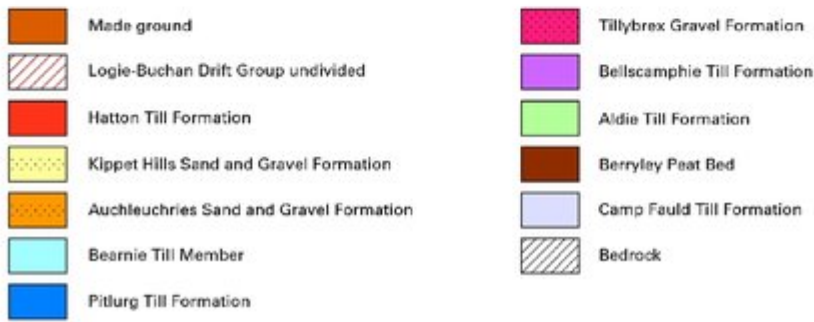 Made ground
Logie-Buchan Drift Group undivided
Hatton Till Formation
Kippet Hills Sand and Gravel Formation
Auchleuchries Sand and Gravel Formation
Bearnie Till Member
Pitlurg Till Formation
Tillybrex Gravel Formation
Bellscamphie Till Formation
Aldie Till Formation
Berryley Peat Bed
Camp Fauld Till Formation
Bedrock